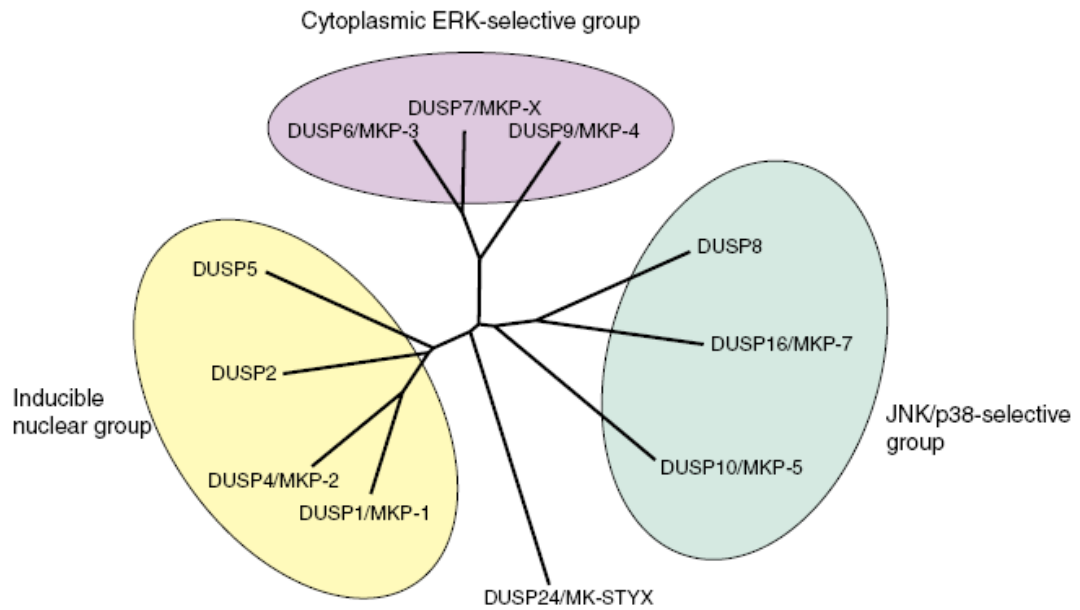 Cytoplasmic ERK-selective group
DUSP7/MKP-X
DUSP6/MKP-3
DUSP9/MKP-4
DUSP5
DUSP8
DUSP2
DUSP16/MKP-7
Inducible
nuclear group
JNK/p38-selective
group
DUSP4/MKP-2
DUSP10/MKP-5
DUSP1/MKP-1
DUSP24/MK-STYX